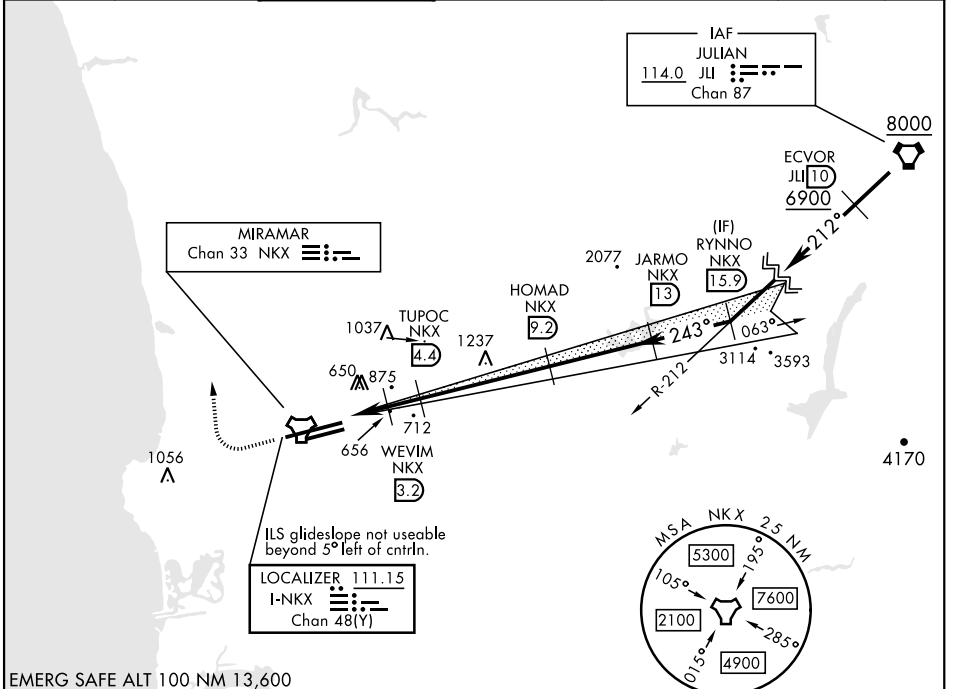 IAF
JULIAN
114.0 JLI
Chan 87
8000
ECVOR
JLI 10
6900
212°
MIRAMAR
Chan 33 NKX
(IF)
RYNNO
NKX
15.9
2077
JARMO
NKX
13
HOMAD
NKX
9.2
TUPOC
NKX
4.4
1037
1237
243°
063°
3114
3593
R-212
650
875
712
656
WEVIM
NKX
3.2
1056
4170
ILS glideslope not useable
beyond 5° left of cntrln.
LOCALIZER 111.15
I-NKX
Chan 48(Y)
MSA NKX 25 NM
5300
195°
105°
7600
2100
285°
015°
4900
EMERG SAFE ALT 100 NM 13,600